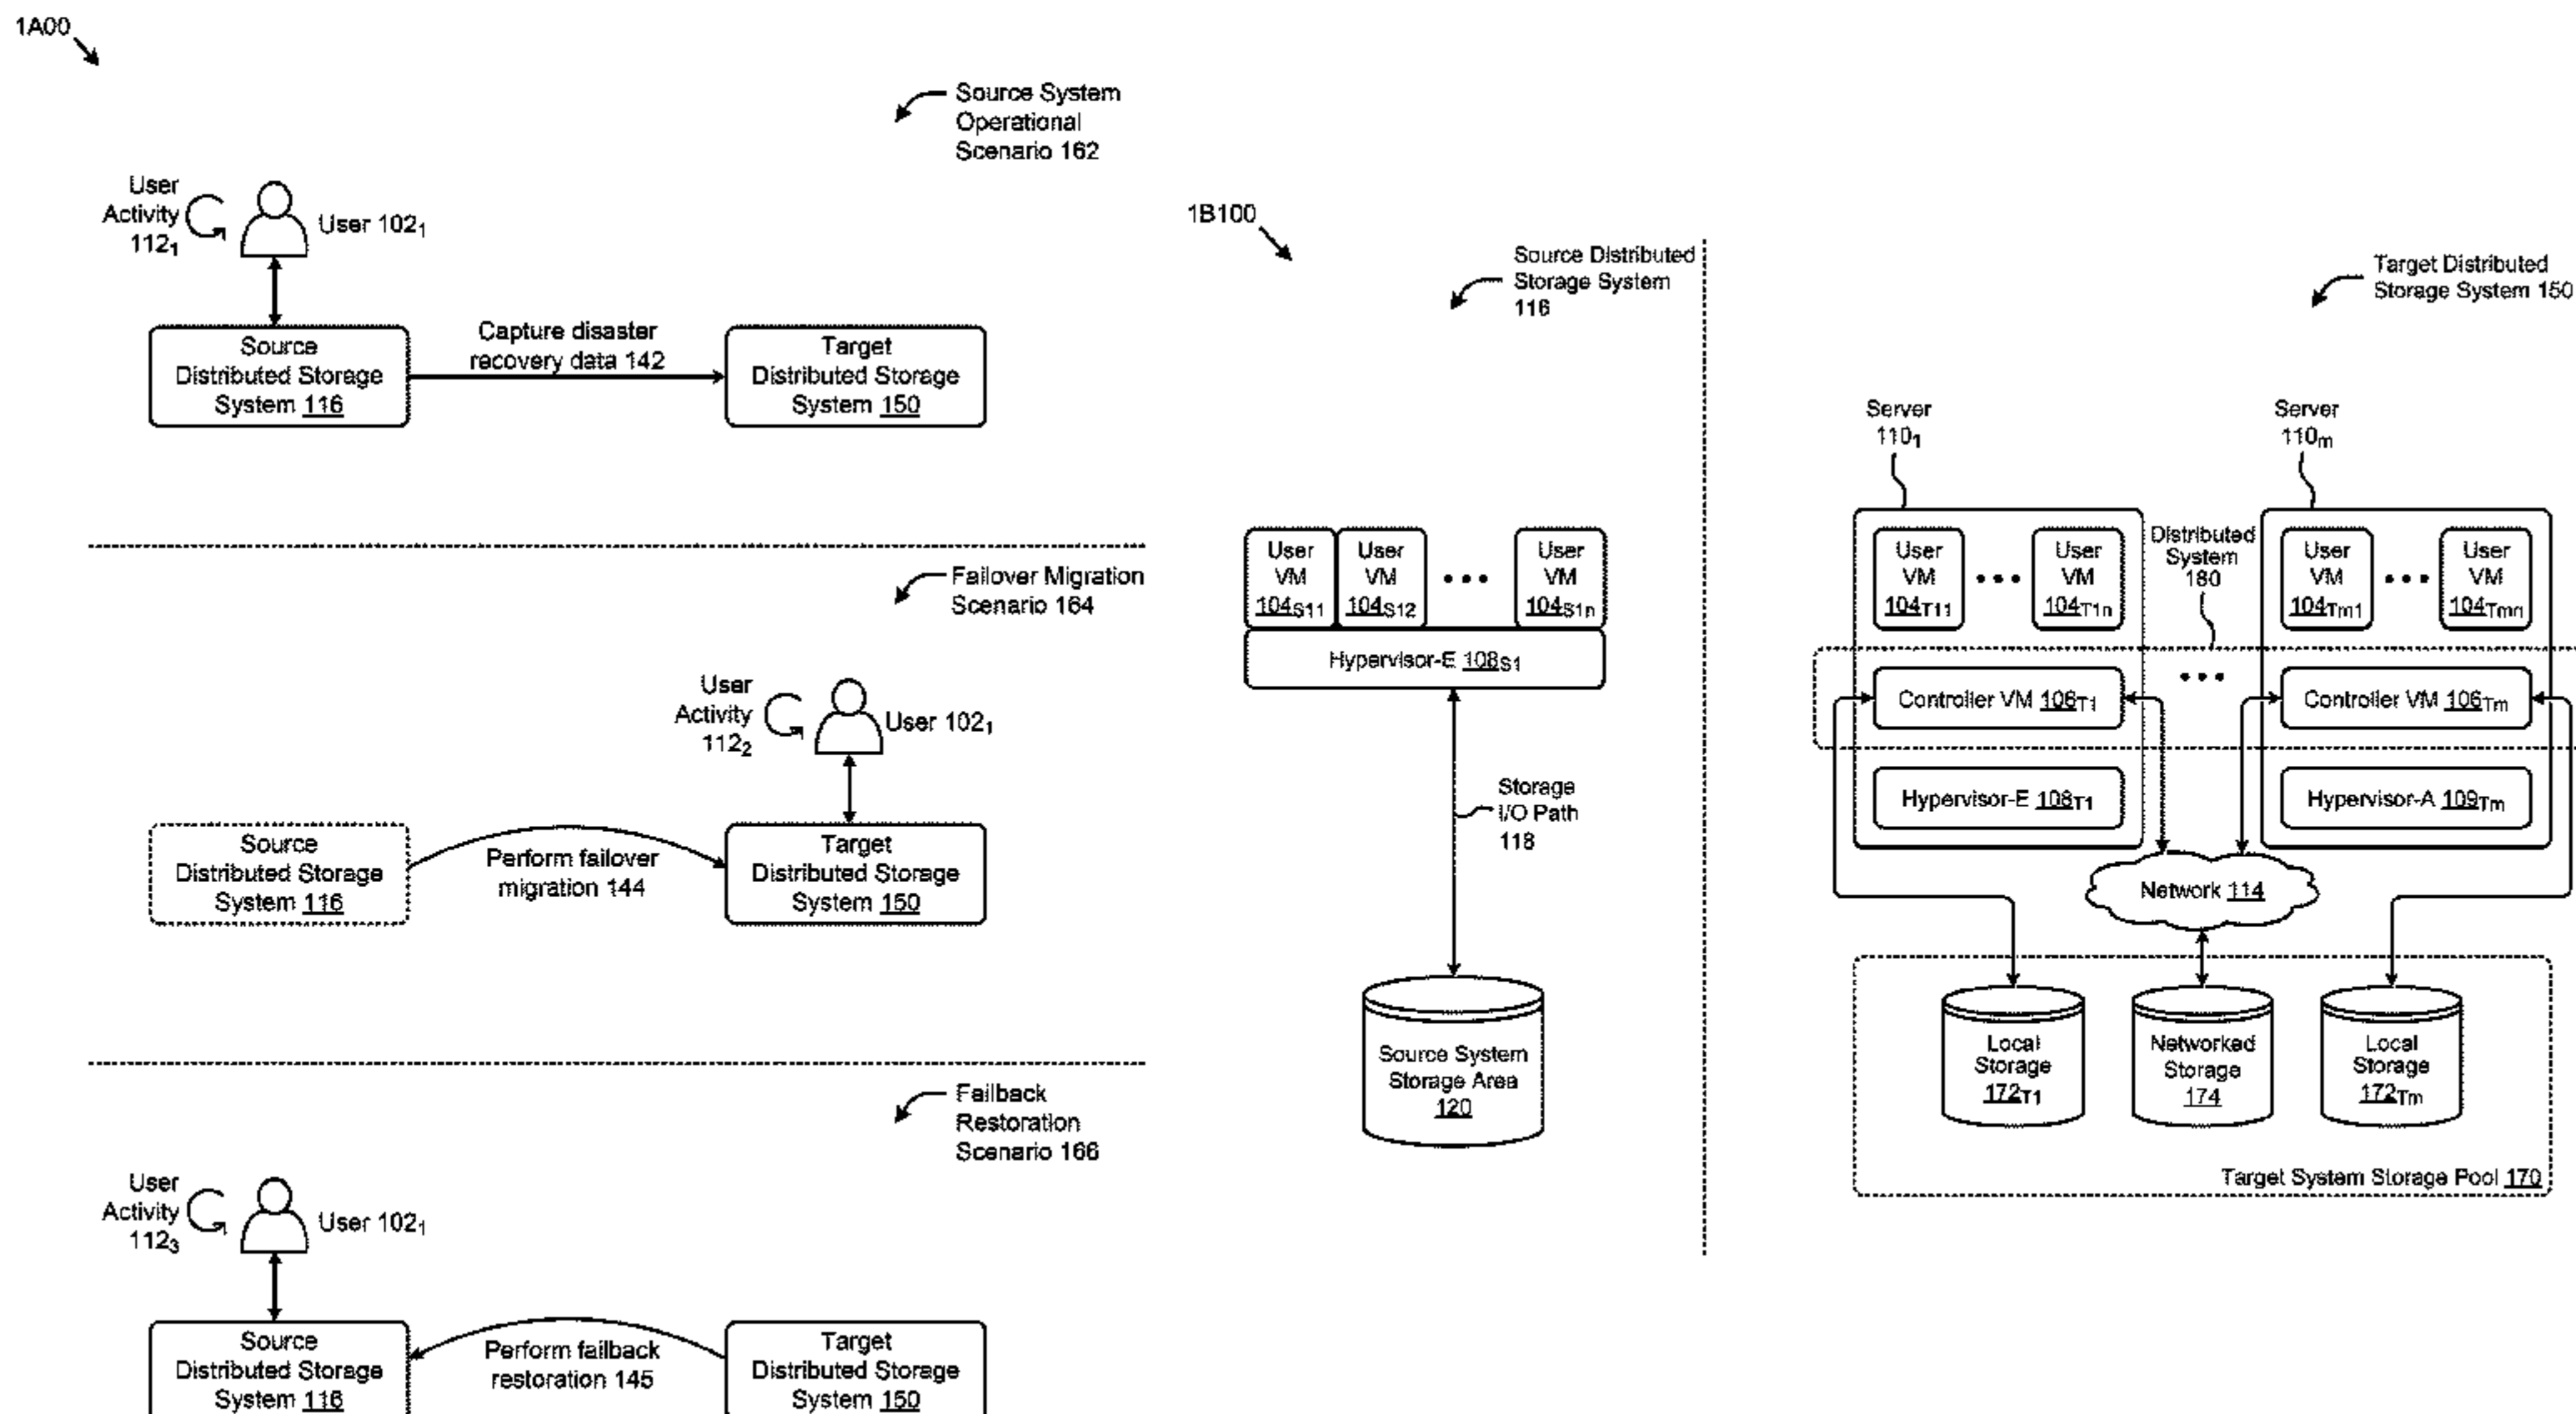 1A00
Source System
Operational
Scenario 162
User
Activity
112₁
User 102₁
Source
Distributed Storage
System 116
Capture disaster
recovery data 142
Target
Distributed Storage
System 150
Failover Migration
Scenario 164
User
Activity
112₂
User 102₁
Source
Distributed Storage
System 116
Perform failover
migration 144
Target
Distributed Storage
System 150
Failback
Restoration
Scenario 166
User
Activity
112₃
User 102₁
Source
Distributed Storage
System 116
Perform failback
restoration 145
Target
Distributed Storage
System 150
1B100
Source Distributed
Storage System
116
User
VM
104S11
User
VM
104S12
• • •
User
VM
104S1n
Hypervisor-E 108S1
Storage
I/O Path
118
Source System
Storage Area
120
Target Distributed
Storage System 150
Server
110₁
Server
110m
User
VM
104T11
• • •
User
VM
104T1n
Distributed
System
180
User
VM
104Tm1
• • •
User
VM
104Tmn
Controller VM 106T1
• • •
Controller VM 106Tm
Hypervisor-E 108T1
Hypervisor-A 109Tm
Network 114
Local
Storage
172T1
Networked
Storage
174
Local
Storage
172Tm
Target System Storage Pool 170